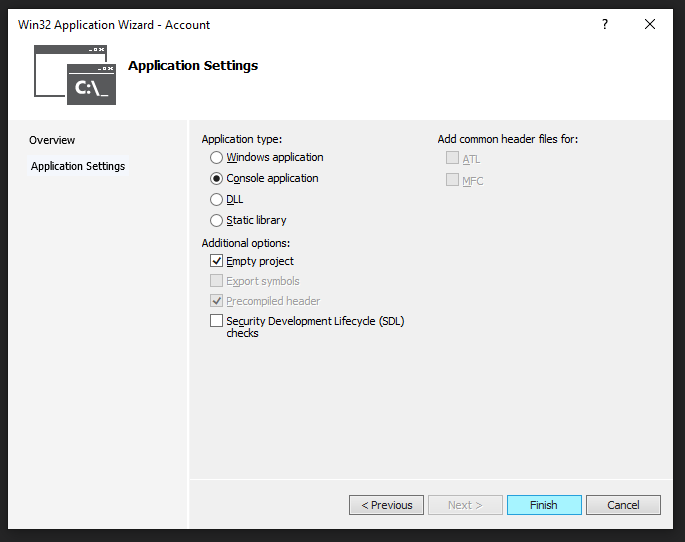 Win32 Application Wizard - Account
?
C:\_
Application Settings
Overview
Application Settings
Application type:
Windows application
Console application
DLL
Static library
Additional options:
Empty project
Export symbols
Precompiled header
Security Development Lifecycle (SDL)
checks
Add common header files for:
ATL
MFC
< Previous
Next >
Finish
Cancel